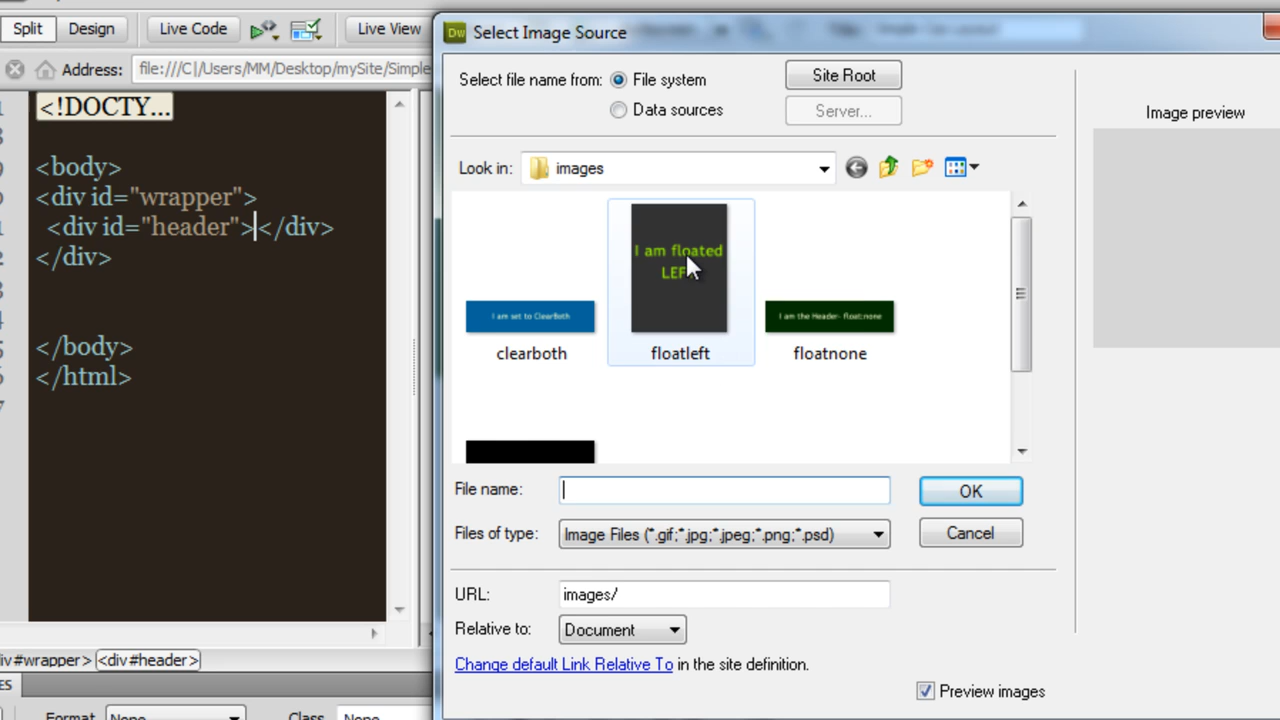 Split
Design
Live Code
Live View
Address:
file:///C|/Users/MM/Desktop/mySite/Simple
<!DOCTY...
<body>
<div id="wrapper">
<div id="header"></div>
</div>
</body>
</html>
<div#header>
Format
None
Class
None
Dw
Select Image Source
Select file name from:
File system
Site Root
Data sources
Server...
Look in:
images
I am floated
LEF
I am set to ClearBoth
I am the Header- float:none
clearboth
floatleft
floatnone
File name:
OK
Files of type:
Image Files (*.gif;*.jpg;*.jpeg;*.png;*.psd)
Cancel
URL:
images/
Relative to:
Document
Change default Link Relative To in the site definition.
Preview images
Image preview